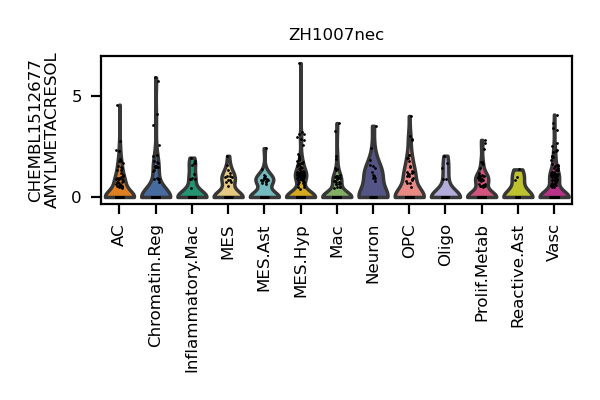 ZH1007nec
CHEMBL1512677
AMYLMETACRESOL
5
0
AC
Chromatin.Reg
Inflammatory.Mac
MES
MES.Ast
MES.Hyp
Mac
Neuron
OPC
Oligo
Prolif.Metab
Reactive.Ast
Vasc